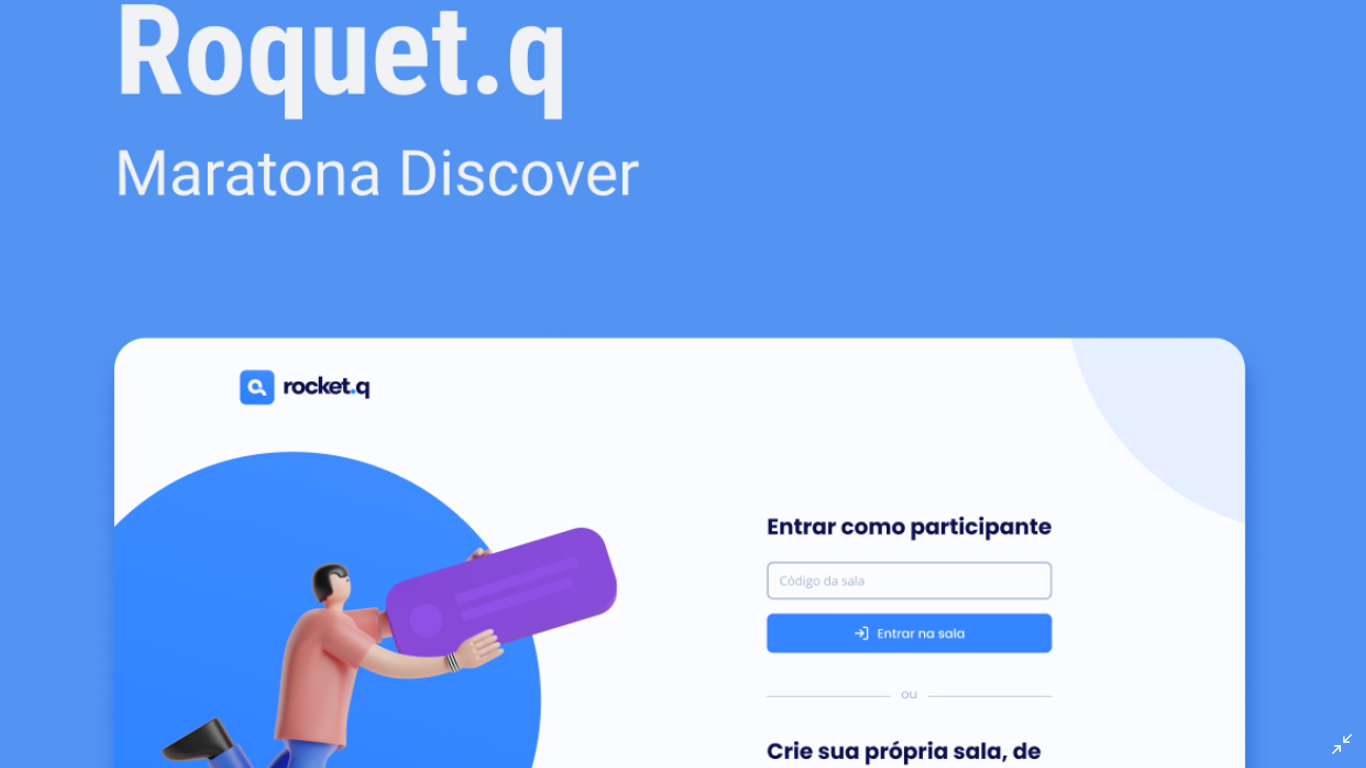 Roquet.q
Maratona Discover
rocket.q
Entrar como participante
Código da sala
Entrar na sala
ou
Crie sua própria sala, de